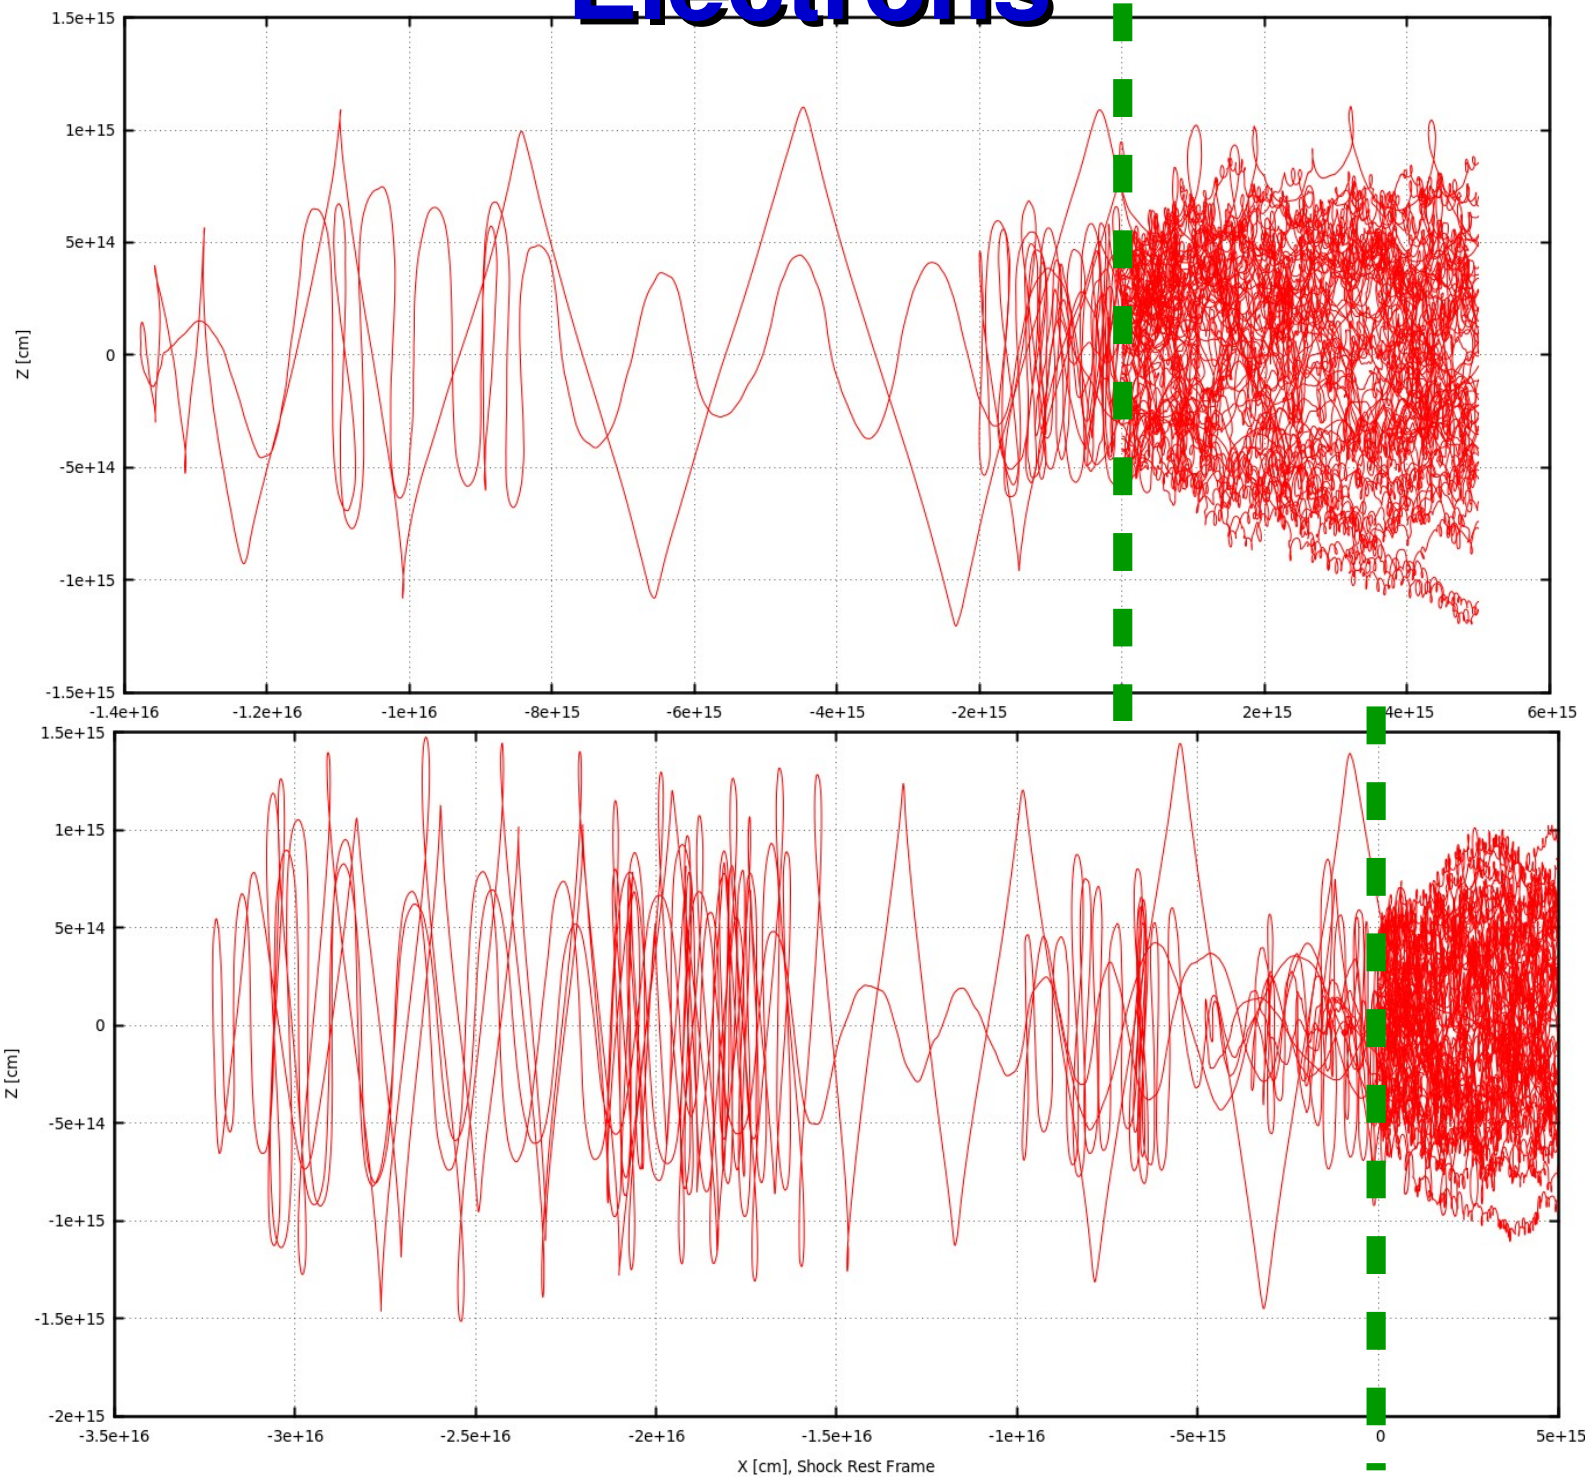 Electrons
1.5e+15
1e+15
5e+14
0
-5e+14
-1e+15
-1.5e+15
Z [cm]
-1.4e+16 -1.2e+16 -1e+16 -8e+15 -6e+15 -4e+15 -2e+15 2e+15 4e+15 6e+15
1.5e+15
1e+15
5e+14
0
-5e+14
-1e+15
-1.5e+15
-2e+15
Z [cm]
-3.5e+16 -3e+16 -2.5e+16 -2e+16 -1.5e+16 -1e+16 -5e+15 0 5e+15
X [cm], Shock Rest Frame